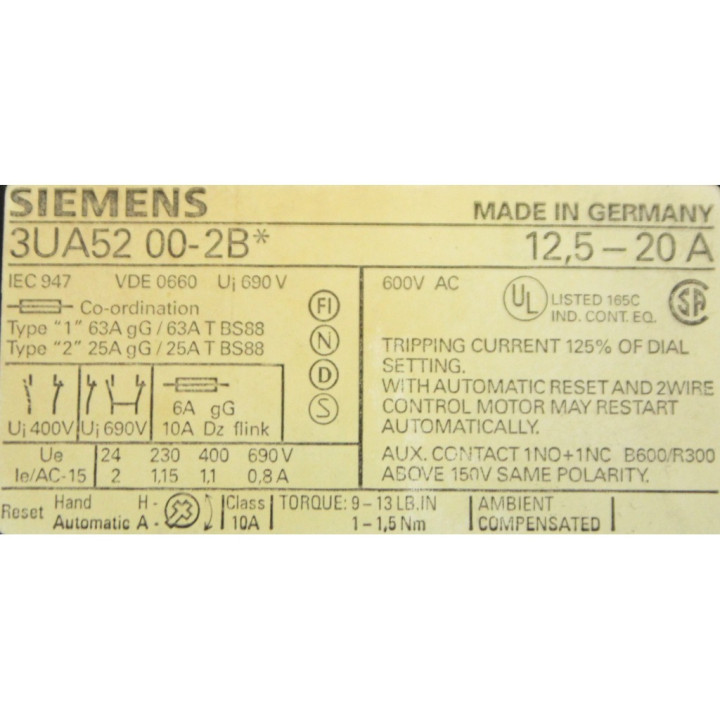 SIEMENS
MADE IN GERMANY
3UA52 00-2B*
12,5–20 A
IEC 947 VDE 0660 Ui 690 V
Co-ordination
Type "1" 63A gG / 63A T BS88
Type "2" 25A gG / 25A T BS88
FI
N
D
S
Ui 400V
Ui 690V
6A gG
10A Dz flink
Ue 24 230 400 690 V
Ie/AC-15 2 1,15 1,1 0,8 A
600V AC
UL
LISTED 165C
IND. CONT. EQ.
SA
TRIPPING CURRENT 125% OF DIAL
SETTING.
WITH AUTOMATIC RESET AND 2WIRE
CONTROL MOTOR MAY RESTART
AUTOMATICALLY.
AUX. CONTACT 1NO+1NC B600/R300
ABOVE 150V SAME POLARITY.
Reset
Hand H -
Automatic A -
Class
10A
TORQUE: 9–13 LB.IN
1–1,5 Nm
AMBIENT
COMPENSATED